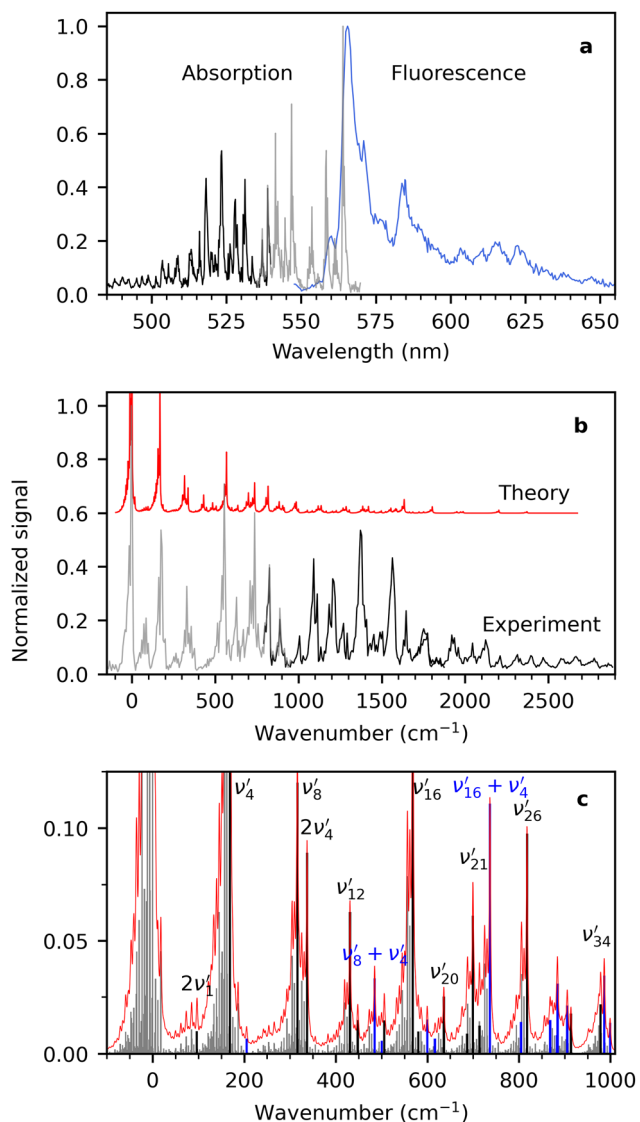 1.0
0.8
0.6
0.4
0.2
0.0
a
Absorption Fluorescence
500 525 550 575 600 625 650
Wavelength (nm)
Normalized signal
1.0
0.8
0.6
0.4
0.2
0.0
b
Theory
Experiment
0 500 1000 1500 2000 2500
Wavenumber (cm⁻¹)
0.10
0.05
0.00
c
2ν′₁
ν′₄
ν′₈
2ν′₄
ν′₁₂
ν′₈ + ν′₄
ν′₁₆
ν′₂₀
ν′₂₁
ν′₁₆ + ν′₄
ν′₂₆
ν′₃₄
0 200 400 600 800 1000
Wavenumber (cm⁻¹)